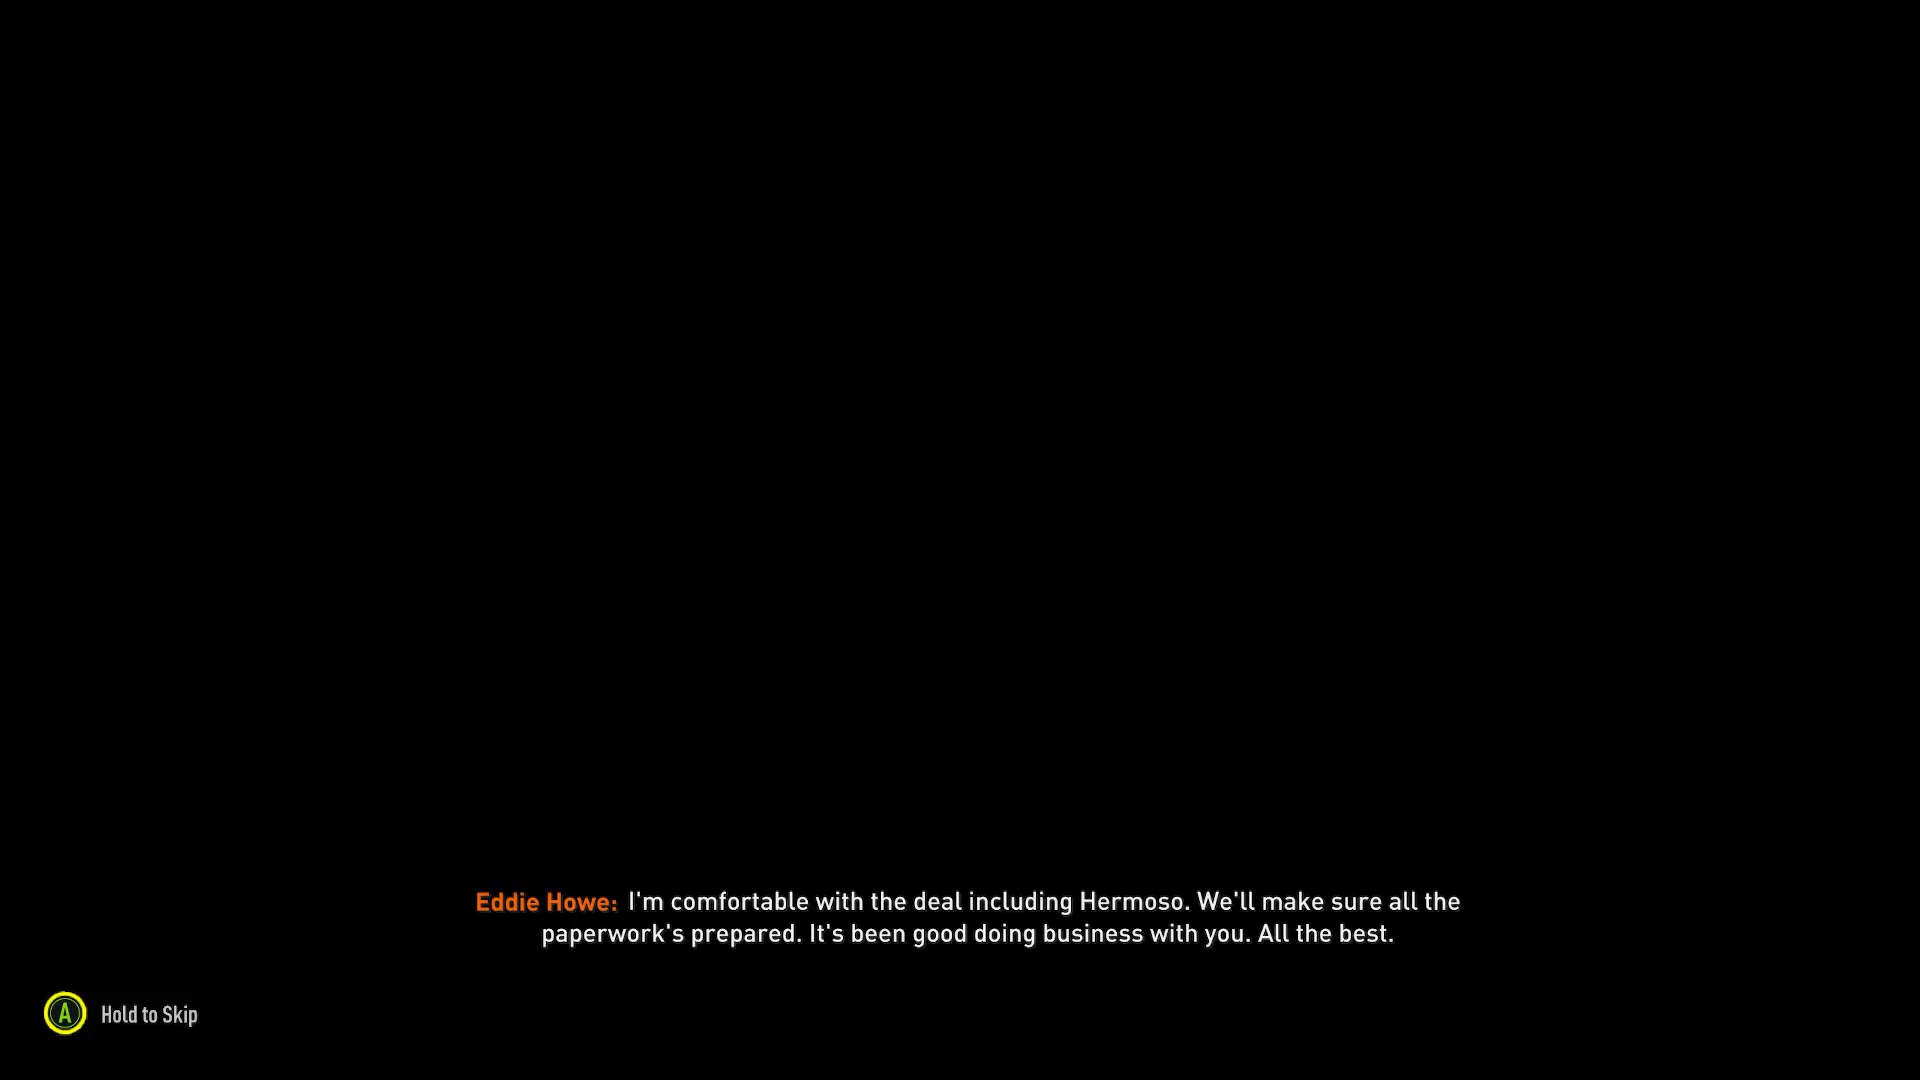 Eddie Howe: I'm comfortable with the deal including Hermoso. We'll make sure all the
paperwork's prepared. It's been good doing business with you. All the best.
A Hold to Skip